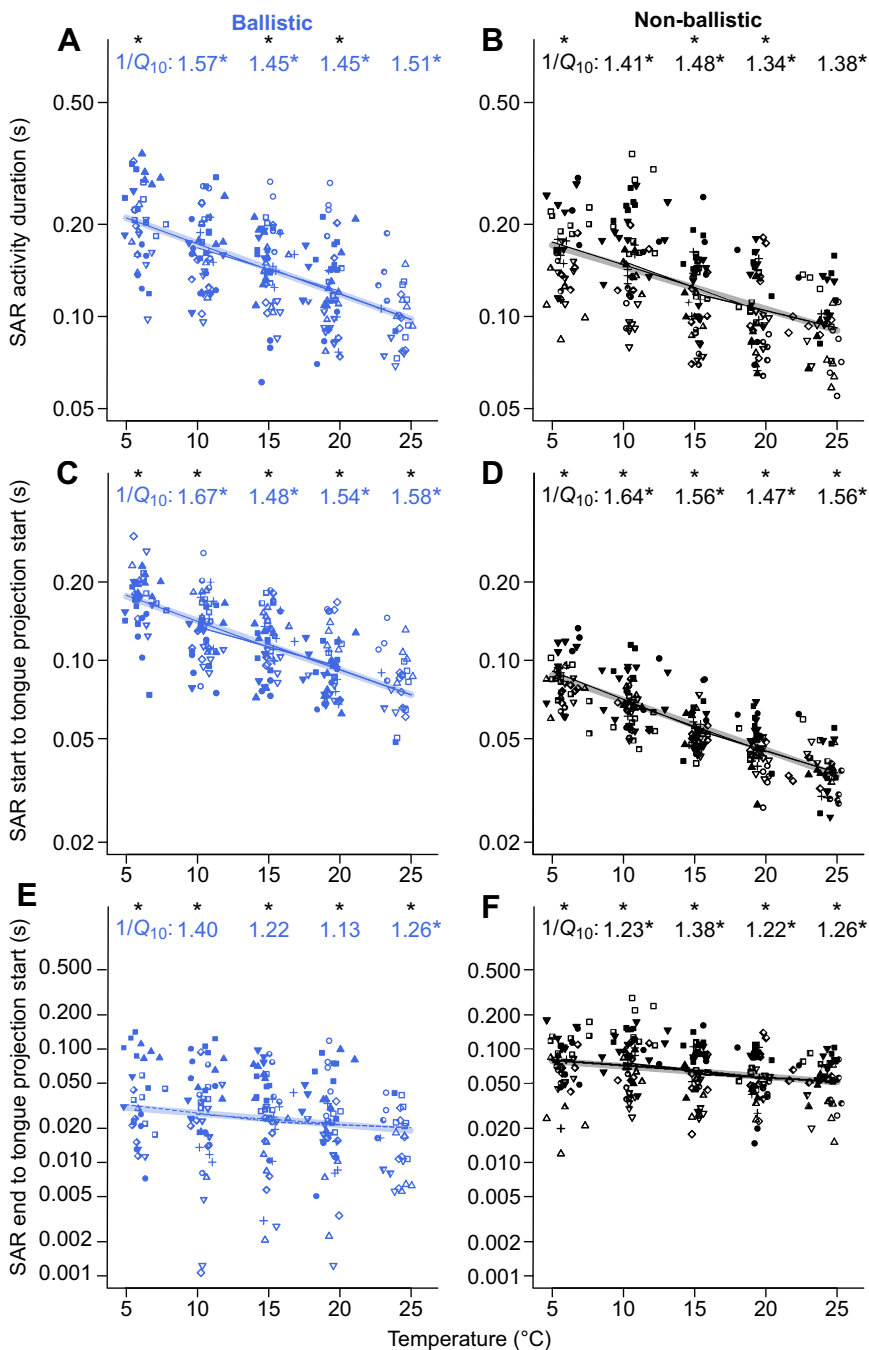 Ballistic
Non-ballistic
A
* * *
1/Q10: 1.57* 1.45* 1.45* 1.51*
SAR activity duration (s)
0.50
0.20
0.10
0.05
5 10 15 20 25
B
* * *
1/Q10: 1.41* 1.48* 1.34* 1.38*
0.50
0.20
0.10
0.05
5 10 15 20 25
C
* * * * *
1/Q10: 1.67* 1.48* 1.54* 1.58*
SAR start to tongue projection start (s)
0.20
0.10
0.05
0.02
5 10 15 20 25
D
* * * * *
1/Q10: 1.64* 1.56* 1.47* 1.56*
0.20
0.10
0.05
0.02
5 10 15 20 25
E
* * * * *
1/Q10: 1.40 1.22 1.13 1.26*
SAR end to tongue projection start (s)
0.500
0.200
0.100
0.050
0.020
0.010
0.005
0.002
0.001
5 10 15 20 25
F
* * * * *
1/Q10: 1.23* 1.38* 1.22* 1.26*
0.500
0.200
0.100
0.050
0.020
0.010
0.005
0.002
0.001
5 10 15 20 25
Temperature (°C)